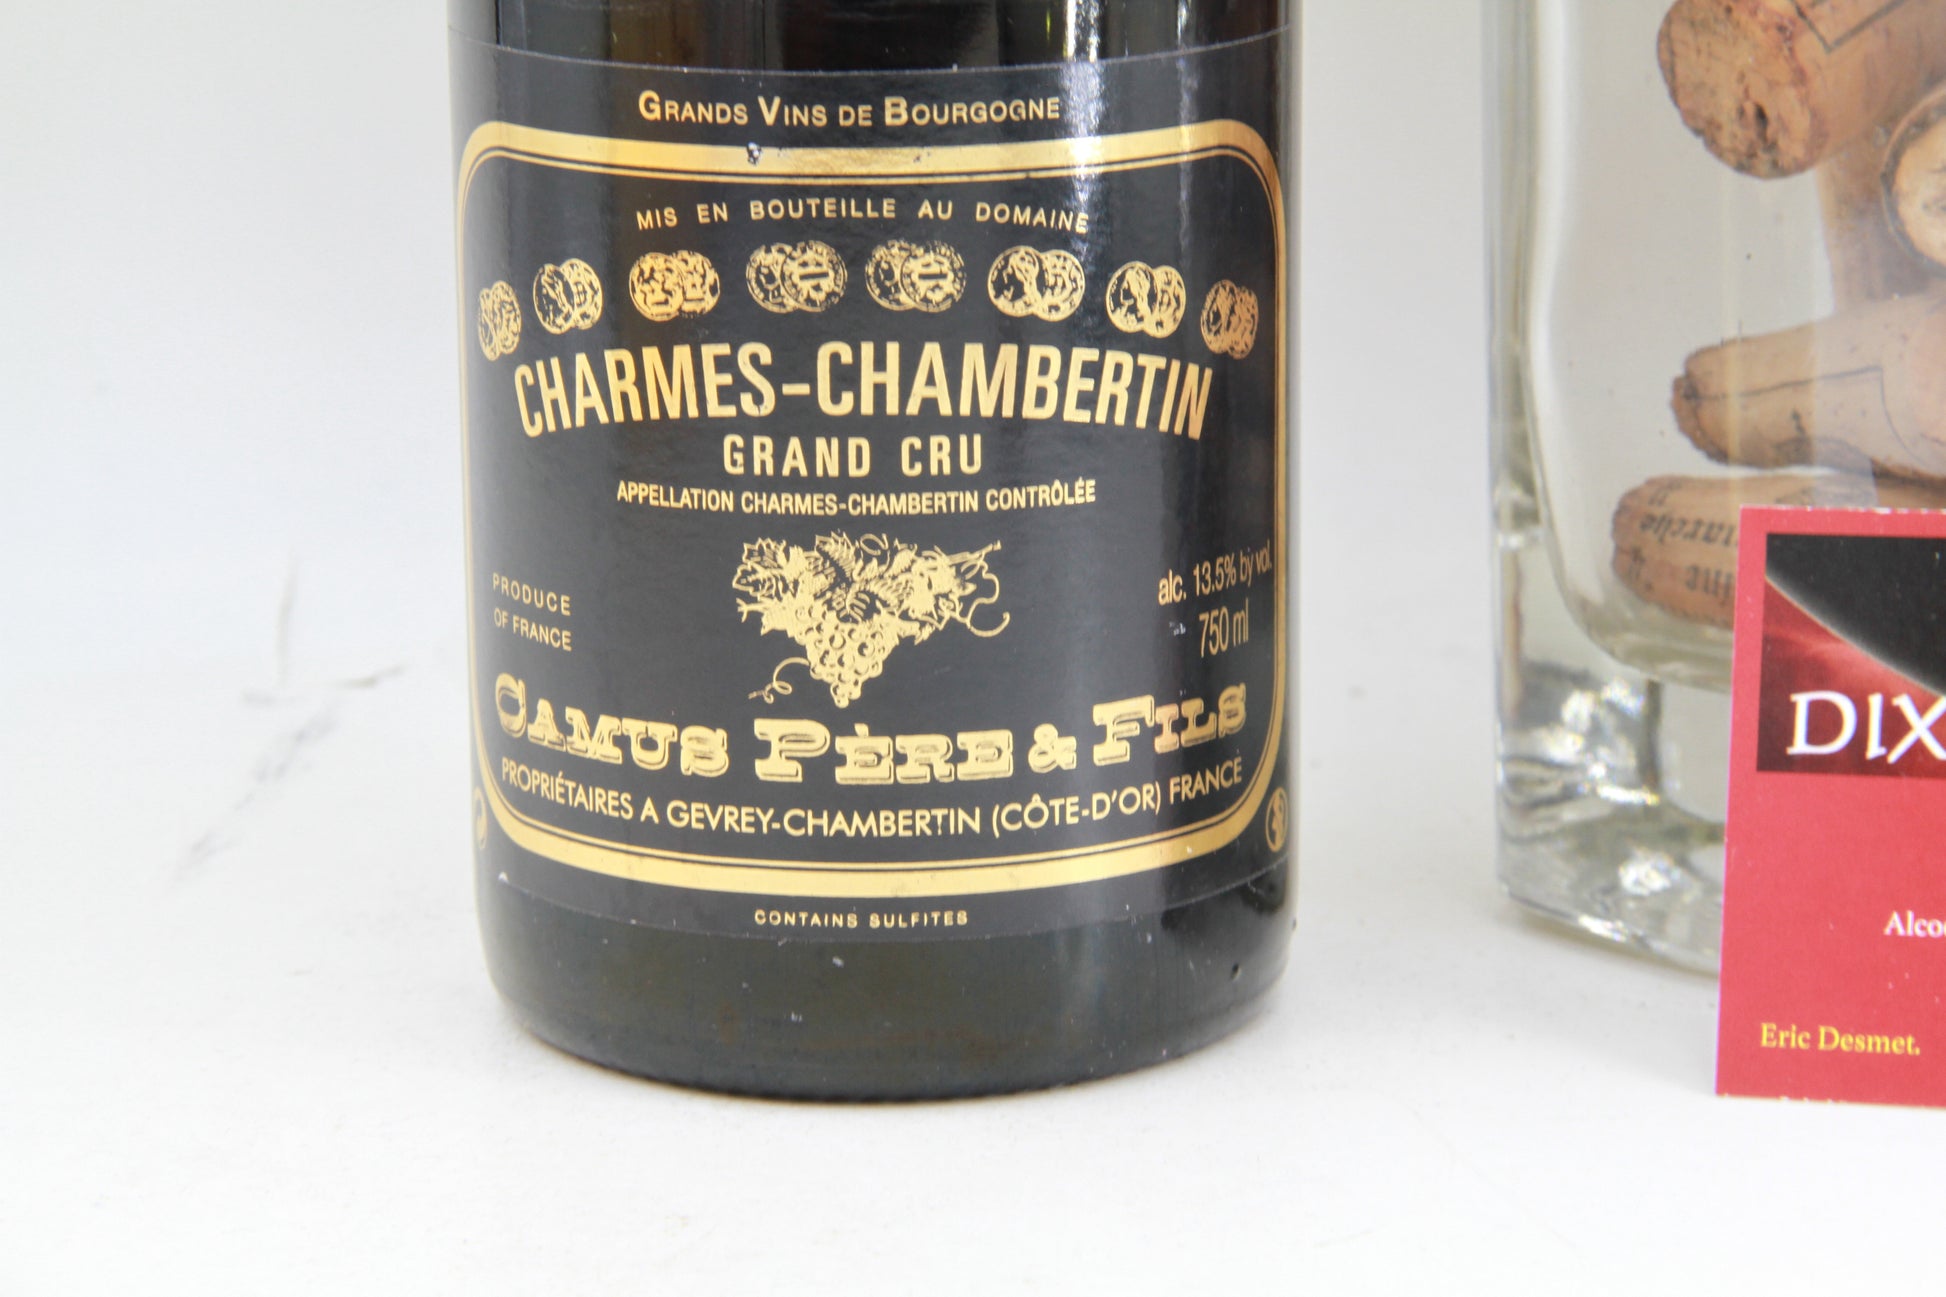 GRANDS VINS DE BOURGOGNE
MIS EN BOUTEILLE AU DOMAINE
CHARMES-CHAMBERTIN
GRAND CRU
APPELLATION CHARMES-CHAMBERTIN CONTRÔLÉE
PRODUCE
OF FRANCE
alc. 13.5% by vol.
750 ml
CAMUS PÈRE & FILS
PROPRIÉTAIRES A GEVREY-CHAMBERTIN (CÔTE-D'OR) FRANCE
CONTAINS SULFITES
DIX
Alcoo
Eric Desmet.